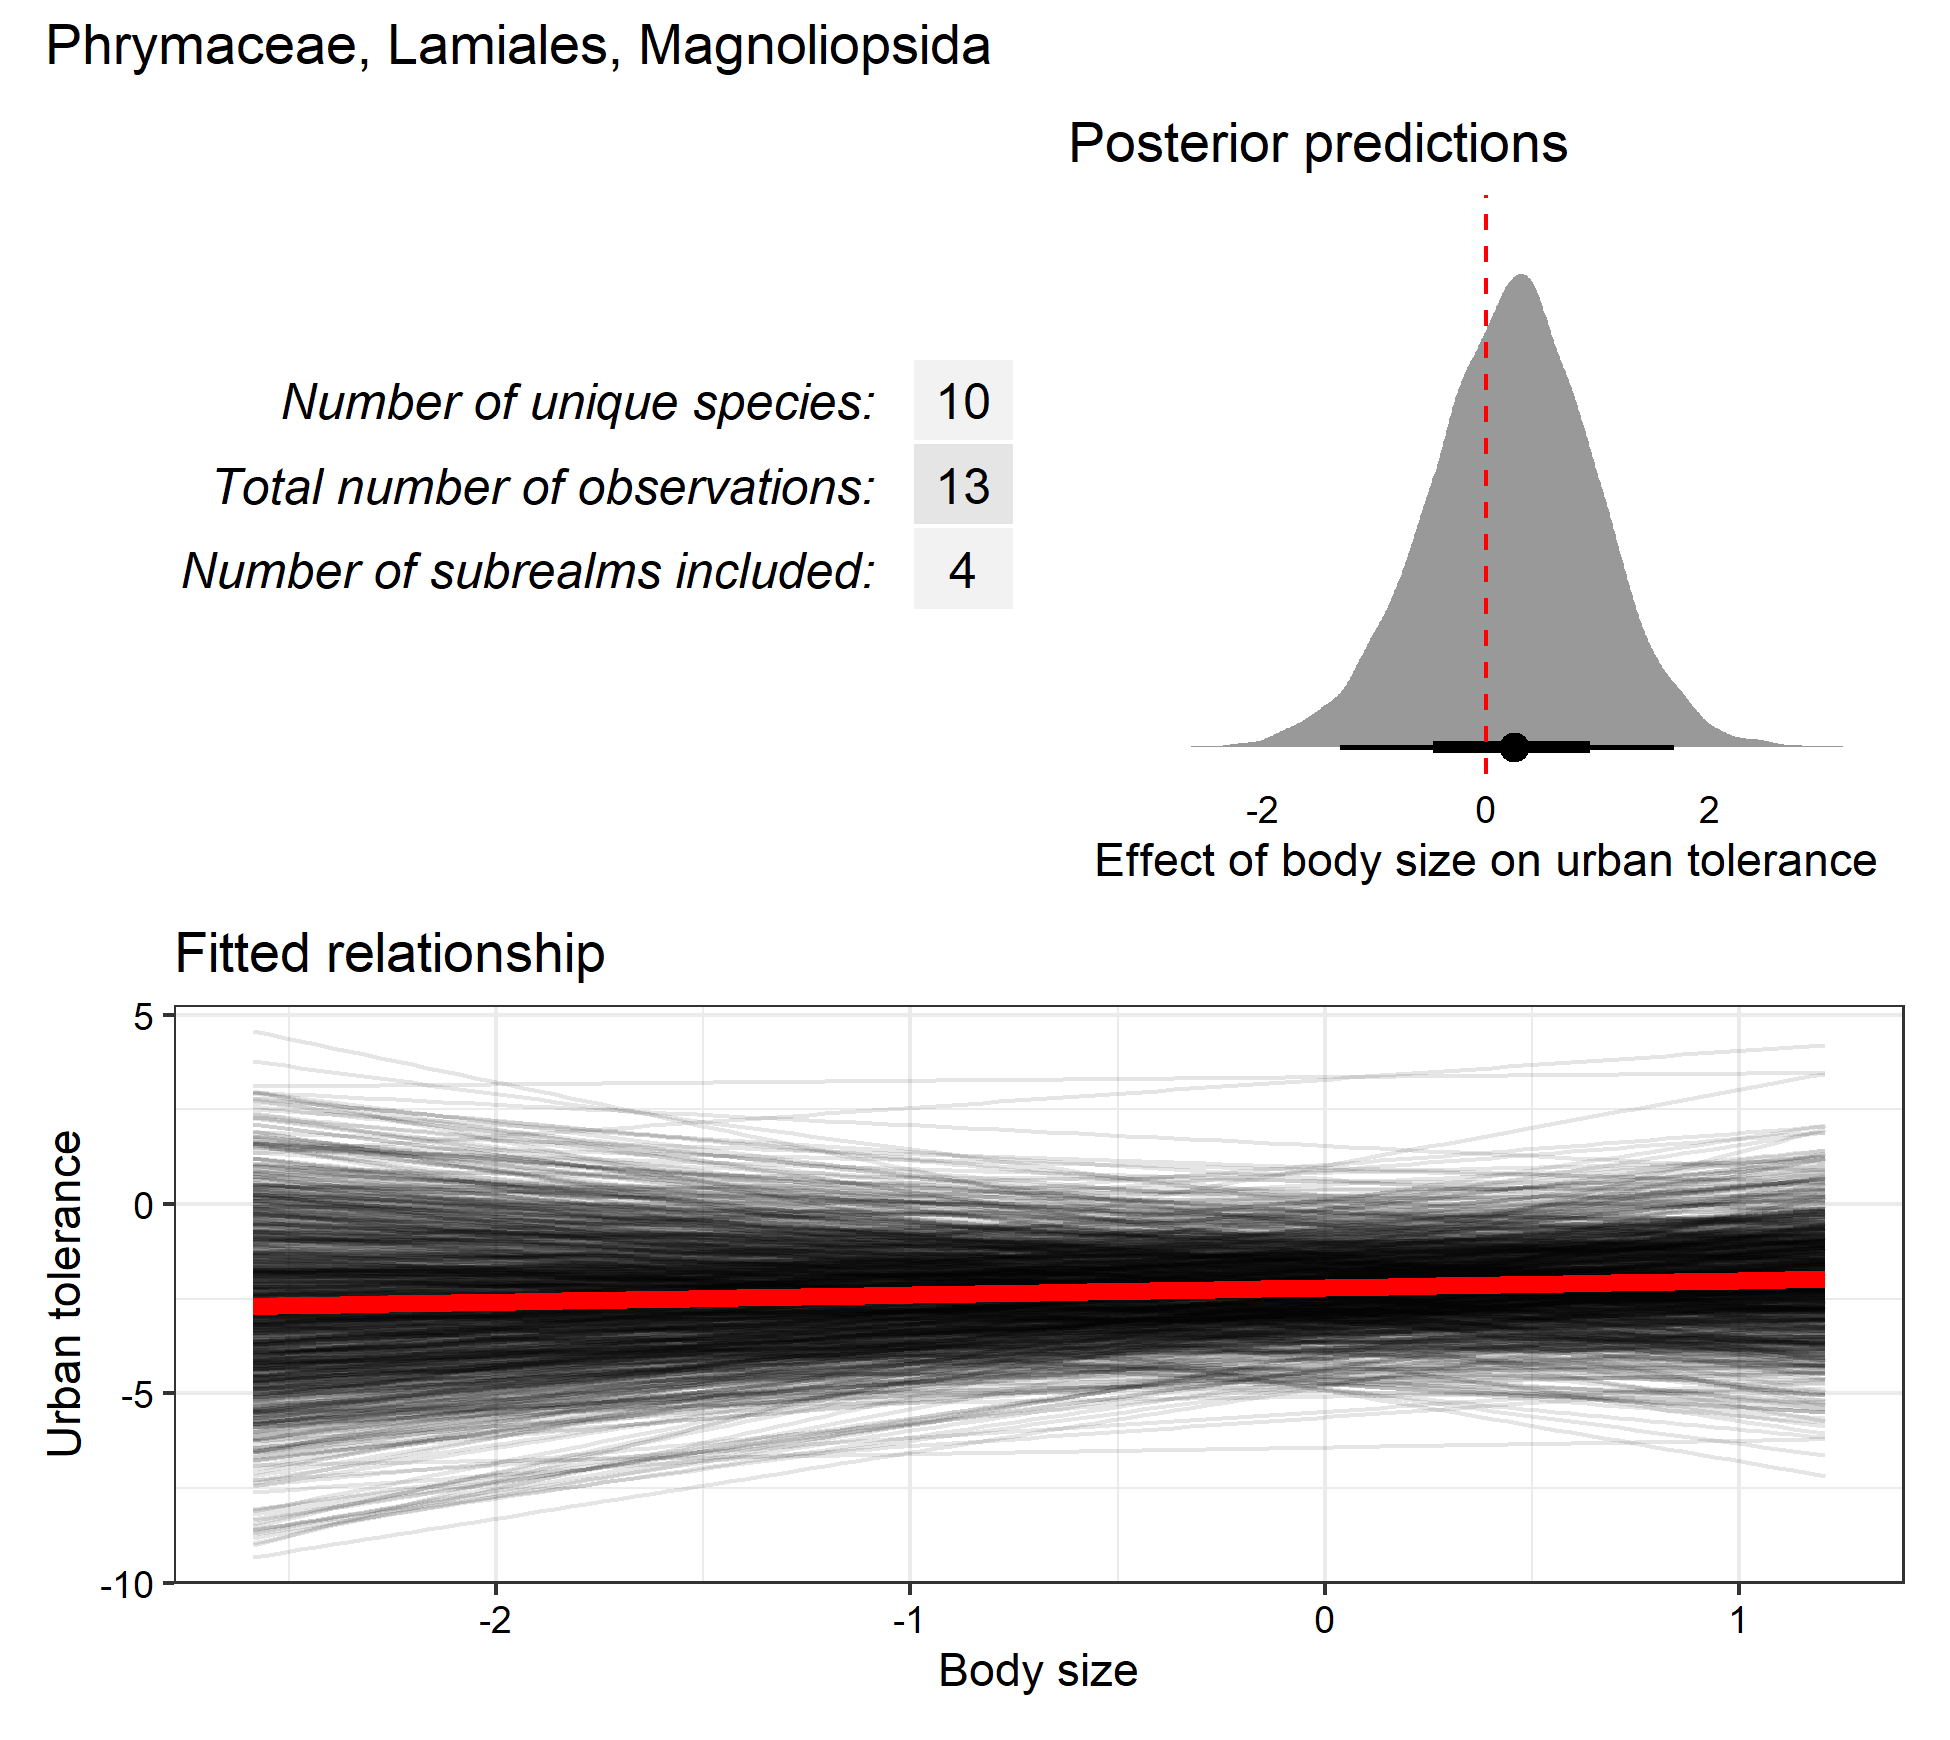 Phrymaceae, Lamiales, Magnoliopsida
Posterior predictions
Number of unique species: 10
Total number of observations: 13
Number of subrealms included: 4
-2 0 2
Effect of body size on urban tolerance
Fitted relationship
5
0
-5
-10
Urban tolerance
-2 -1 0 1
Body size